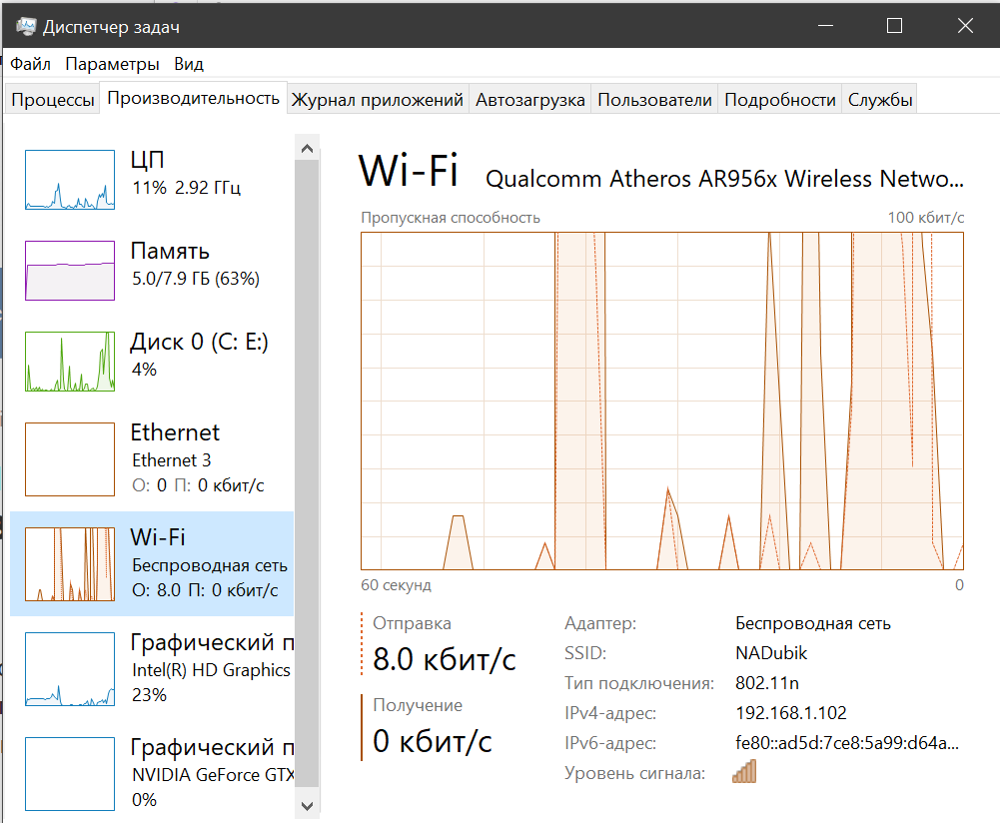 Диспетчер задач
Файл Параметры Вид
Процессы Производительность Журнал приложений Автозагрузка Пользователи Подробности Службы
ЦП
11% 2.92 ГГц
Память
5.0/7.9 ГБ (63%)
Диск 0 (C: E:)
4%
Ethernet
Ethernet 3
О: 0 П: 0 кбит/с
Wi-Fi
Беспроводная сеть
О: 8.0 П: 0 кбит/с
Графический п
Intel(R) HD Graphics
23%
Графический п
NVIDIA GeForce GTX
0%
Wi-Fi Qualcomm Atheros AR956x Wireless Netwo...
Пропускная способность 100 кбит/с
60 секунд 0
Отправка
8.0 кбит/с
Получение
0 кбит/с
Адаптер: Беспроводная сеть
SSID: NADubik
Тип подключения: 802.11n
IPv4-адрес: 192.168.1.102
IPv6-адрес: fe80::ad5d:7ce8:5a99:d64a...
Уровень сигнала: